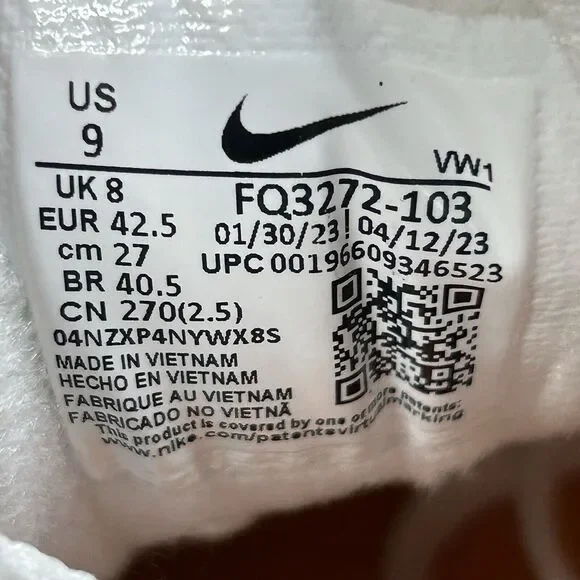 US
9
VW1
UK 8
EUR 42.5
cm 27
BR 40.5
CN 270(2.5)
FQ3272-103
01/30/23! 04/12/23
UPC 00196609346523
04NZXP4NYWX8S
MADE IN VIETNAM
HECHO EN VIETNAM
FABRIQUE AU VIETNAM
FABRICADO NO VIETNÃ
This product is covered by one of more patents:
www.nike.com/patentsvirtualmarking